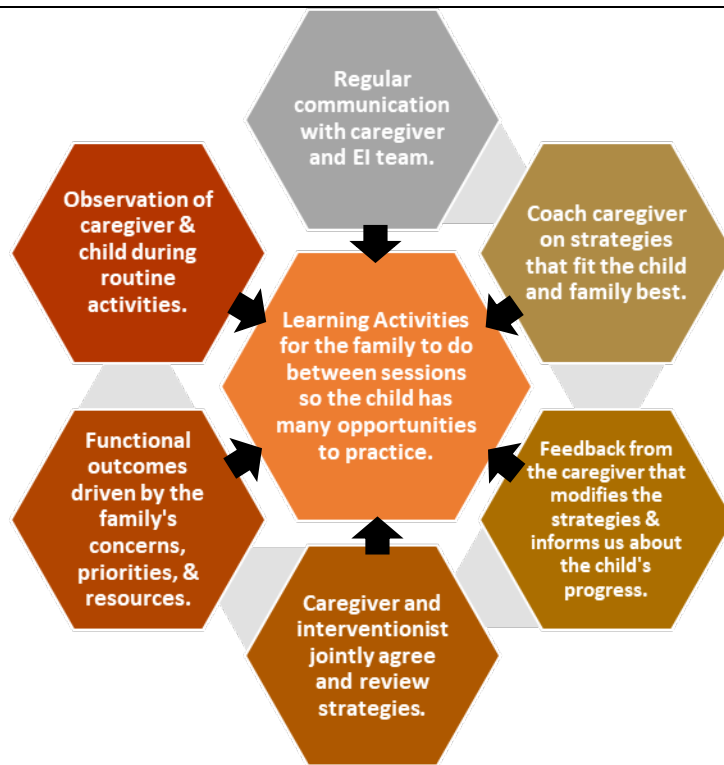 Regular
communication
with caregiver
and EI team.
Observation of
caregiver &
child during
routine
activities.
Coach caregiver
on strategies
that fit the child
and family best.
Learning Activities
for the family to do
between sessions
so the child has
many opportunities
to practice.
Functional
outcomes
driven by the
family's
concerns,
priorities, &
resources.
Feedback from
the caregiver that
modifies the
strategies &
informs us about
the child's
progress.
Caregiver and
interventionist
jointly agree
and review
strategies.